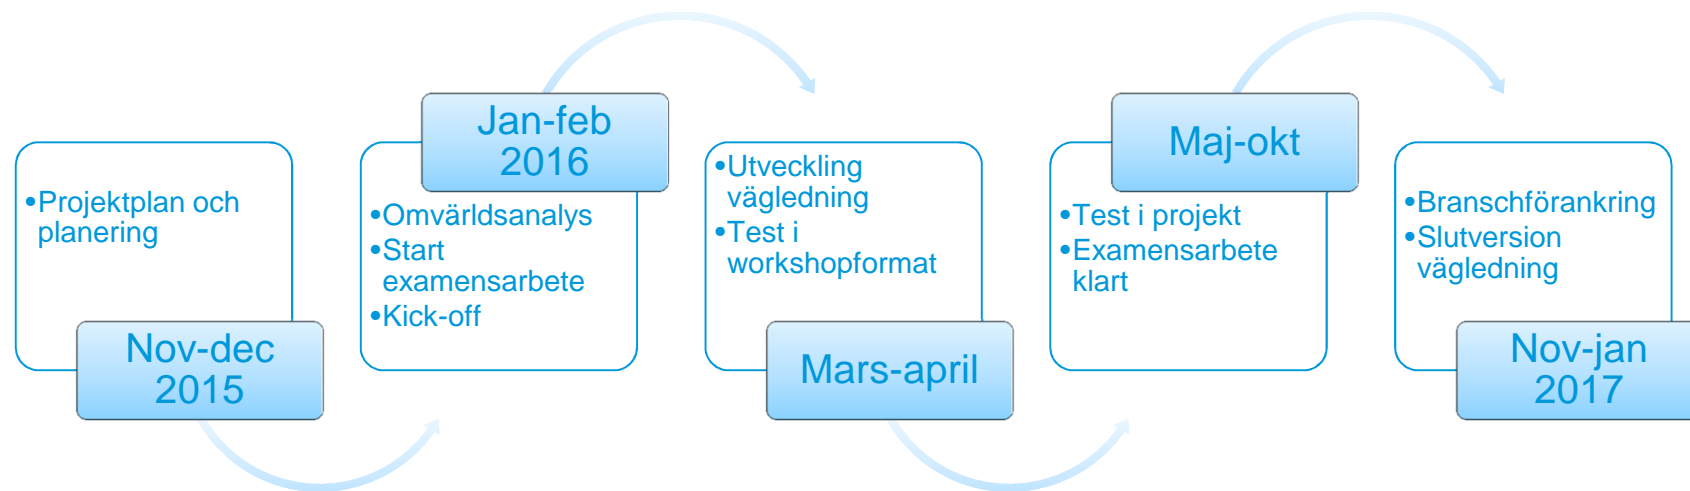 •Projektplan och
planering
Nov-dec
2015
Jan-feb
2016
•Omvärldsanalys
•Start
examensarbete
•Kick-off
•Utveckling
vägledning
•Test i
workshopformat
Mars-april
Maj-okt
•Test i projekt
•Examensarbete
klart
•Branschförankring
•Slutversion
vägledning
Nov-jan
2017